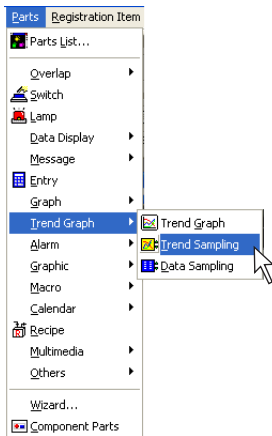 Parts Registration Item
Parts List...
Overlap
Switch
Lamp
Data Display
Message
Entry
Graph
Trend Graph
Trend Graph
Trend Sampling
Data Sampling
Alarm
Graphic
Macro
Calendar
Recipe
Multimedia
Others
Wizard...
Component Parts